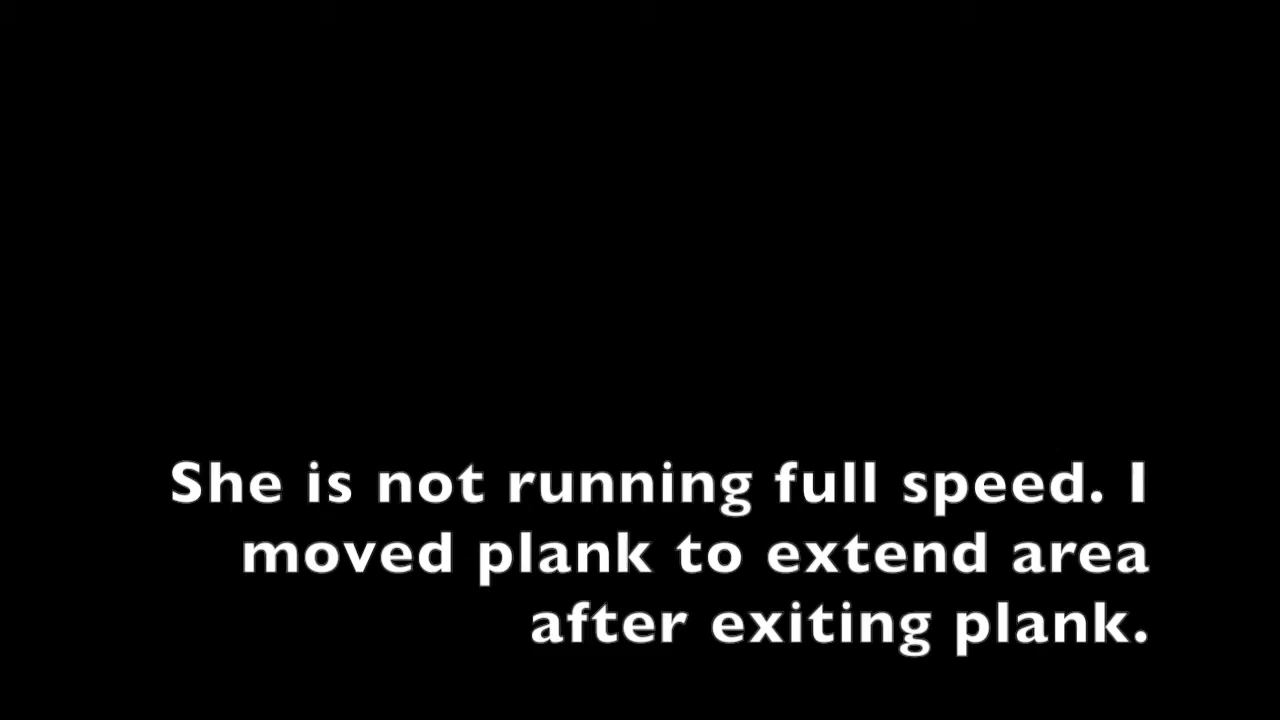 She is not running full speed. I
moved plank to extend area
after exiting plank.